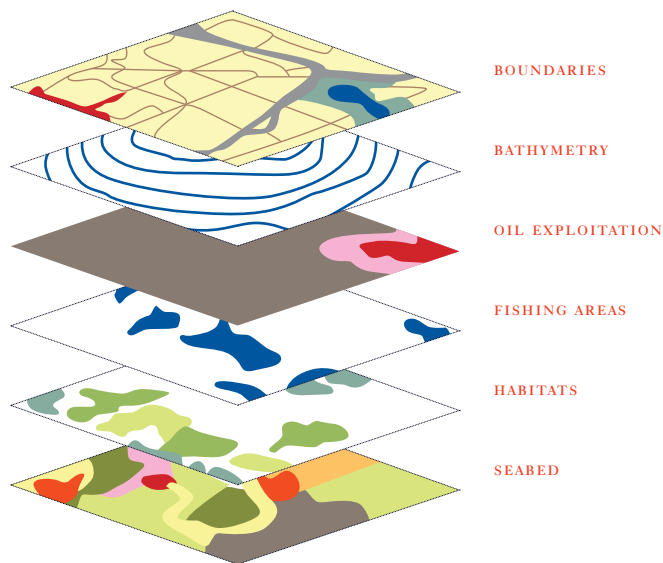 BOUNDARIES
BATHYMETRY
OIL EXPLOITATION
FISHING AREAS
HABITATS
SEABED